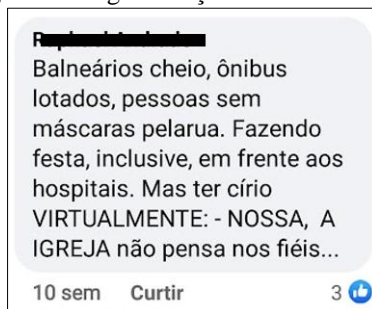 Balneários cheio, ônibus
lotados, pessoas sem
máscaras pelarua. Fazendo
festa, inclusive, em frente aos
hospitais. Mas ter círio
VIRTUALMENTE: - NOSSA, A
IGREJA não pensa nos fiéis...
10 sem Curtir 3